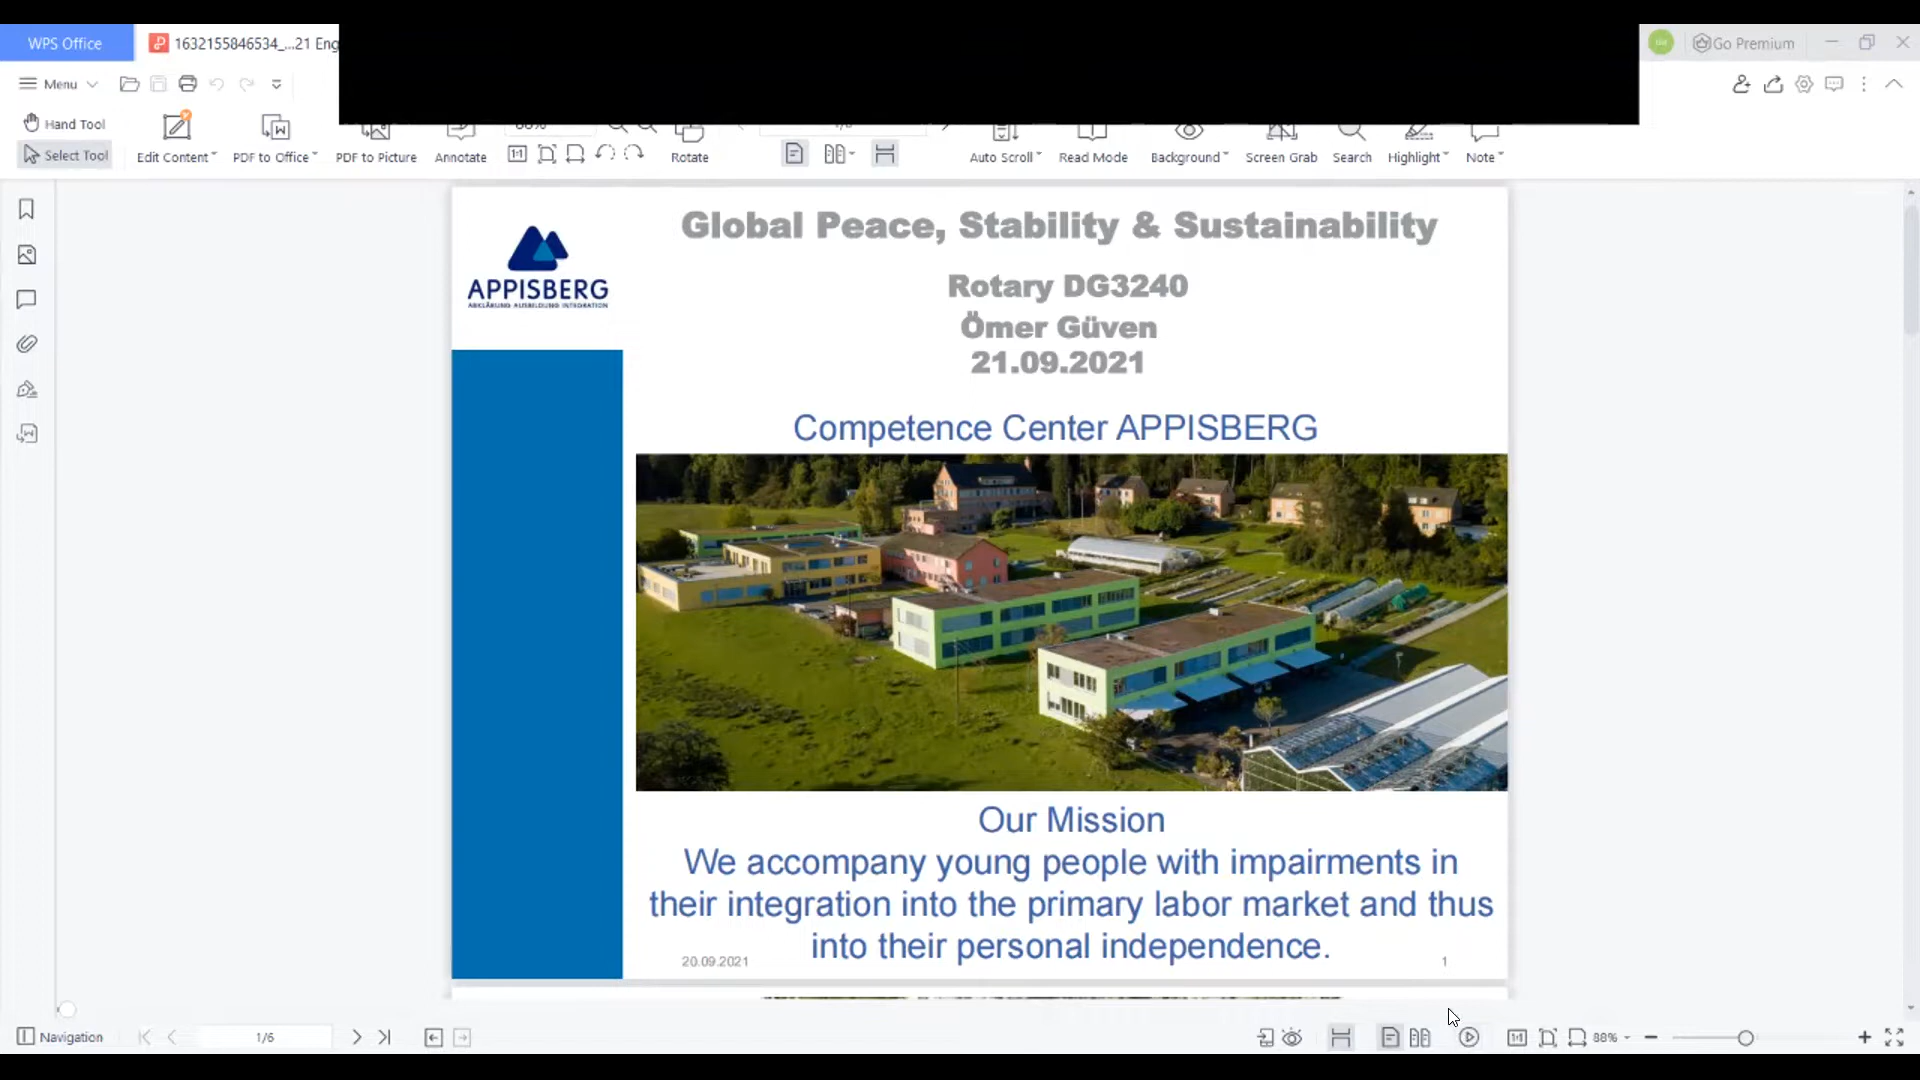 WPS Office
1632155846534_...21 Eng
Go Premium
Menu
Hand Tool
Select Tool
Edit Content
PDF to Office
PDF to Picture
Annotate
Rotate
Auto Scroll
Read Mode
Background
Screen Grab
Search
Highlight
Note
APPISBERG
ABKLÄRUNG AUSBILDUNG INTEGRATION
Global Peace, Stability & Sustainability
Rotary DG3240
Ömer Güven
21.09.2021
Competence Center APPISBERG
Our Mission
We accompany young people with impairments in
their integration into the primary labor market and thus
into their personal independence.
20.09.2021
1
Navigation
1/6
88%